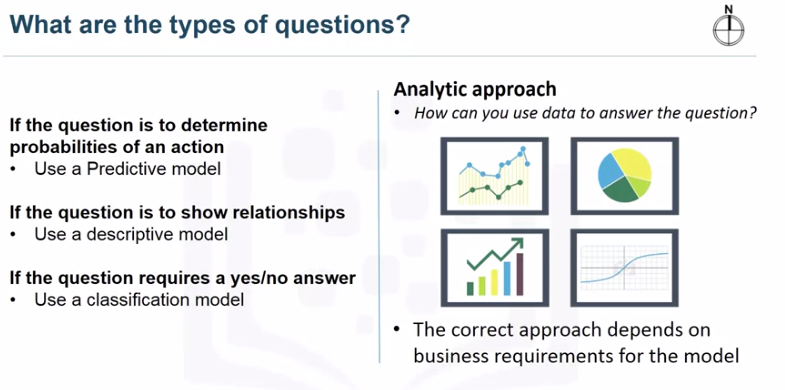 What are the types of questions?
N
If the question is to determine
probabilities of an action
• Use a Predictive model
If the question is to show relationships
• Use a descriptive model
If the question requires a yes/no answer
• Use a classification model
Analytic approach
• How can you use data to answer the question?
• The correct approach depends on
business requirements for the model